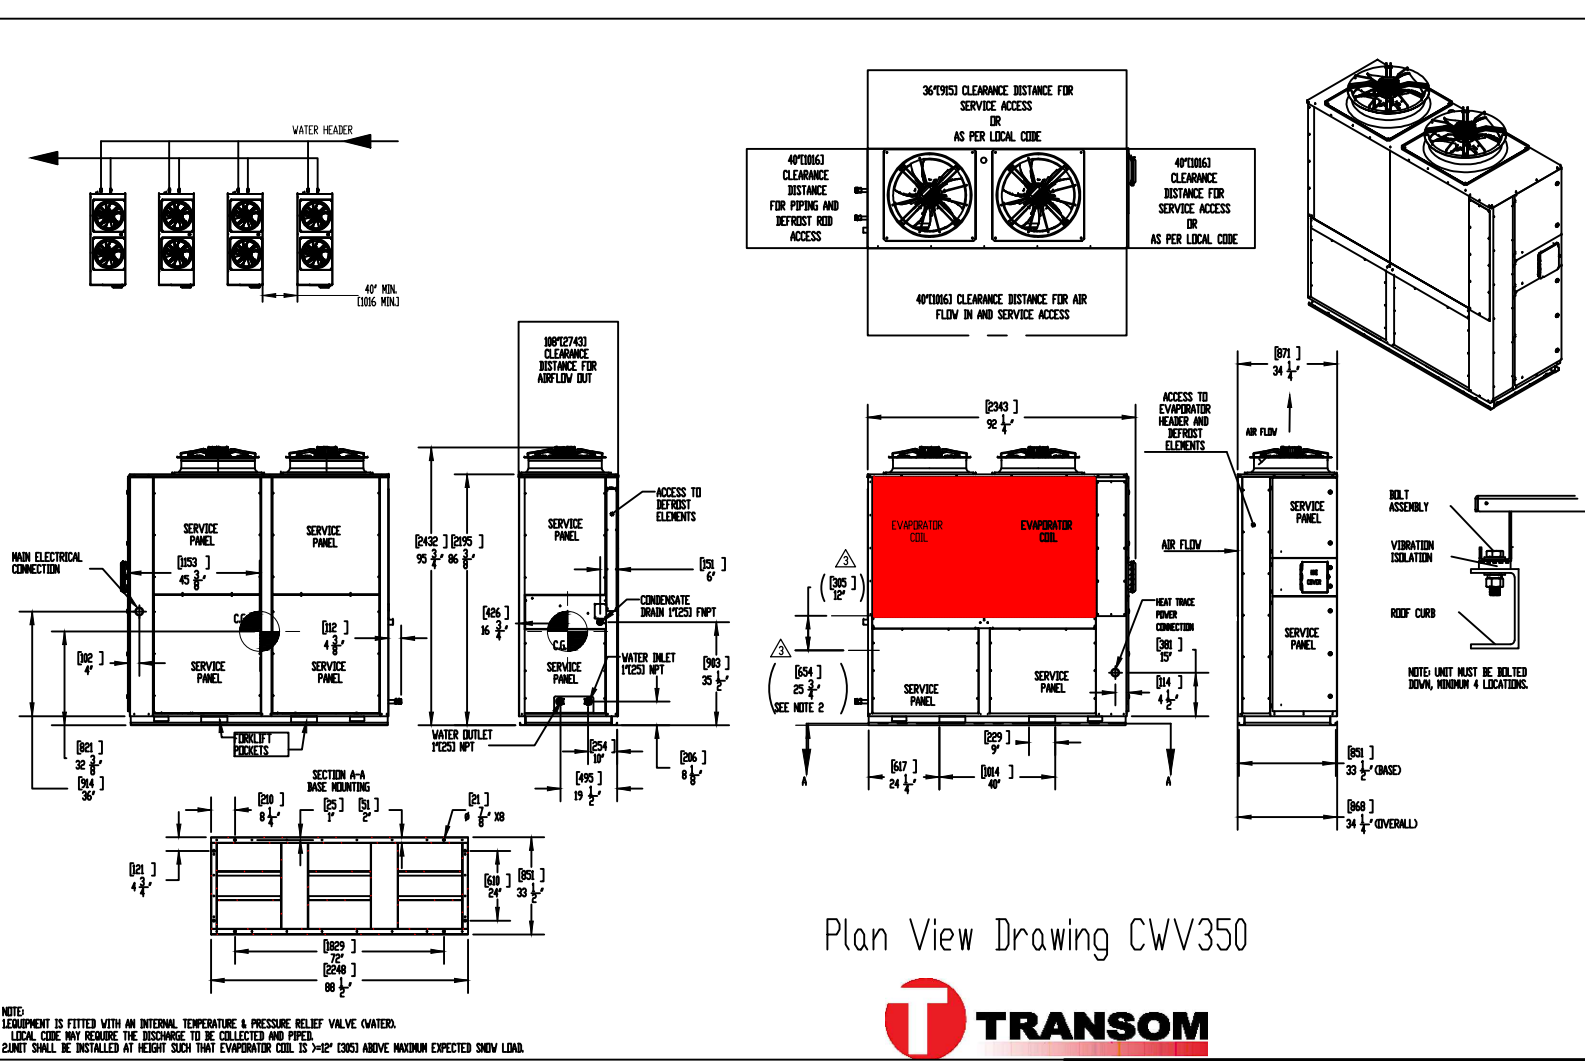 WATER HEADER
40" MIN.
[1016 MIN.]
36"[915] CLEARANCE DISTANCE FOR
SERVICE ACCESS
OR
AS PER LOCAL CODE
40"[1016]
CLEARANCE
DISTANCE
FOR PIPING AND
DEFROST ROD
ACCESS
40"[1016]
CLEARANCE
DISTANCE FOR
SERVICE ACCESS
OR
AS PER LOCAL CODE
40"[1016] CLEARANCE DISTANCE FOR AIR
FLOW IN AND SERVICE ACCESS
108"[2743]
CLEARANCE
DISTANCE FOR
AIRFLOW OUT
MAIN ELECTRICAL
CONNECTION
SERVICE
PANEL
SERVICE
PANEL
[1153 ]
45 3/8"
C.G.
[112 ]
4 3/8"
[102 ]
4"
SERVICE
PANEL
SERVICE
PANEL
FORKLIFT
POCKETS
[821 ]
32 3/8"
[914 ]
36"
[2432 ]
95 3/4"
[2195 ]
86 3/8"
SERVICE
PANEL
ACCESS TO
DEFROST
ELEMENTS
[151 ]
6"
[426 ]
16 3/4"
CONDENSATE
DRAIN 1"[25] FNPT
C.G.
SERVICE
PANEL
WATER INLET
1"[25] NPT
[903 ]
35 1/2"
WATER OUTLET
1"[25] NPT
[254 ]
10"
[495 ]
19 1/2"
[206 ]
8 1/8"
[2343 ]
92 1/4"
EVAPORATOR
COIL
EVAPORATOR
COIL
3
[305 ]
12"
3
[654 ]
25 3/4"
SEE NOTE 2
SERVICE
PANEL
SERVICE
PANEL
HEAT TRACE
POWER
CONNECTION
[381 ]
15"
[114 ]
4 1/2"
[229 ]
9"
[617 ]
24 1/4"
[1014 ]
40"
A
A
[871 ]
34 1/4"
ACCESS TO
EVAPORATOR
HEADER AND
DEFROST
ELEMENTS
AIR FLOW
AIR FLOW
SERVICE
PANEL
COVER
SERVICE
PANEL
[851 ]
33 1/2"(BASE)
[868 ]
34 1/4"(OVERALL)
BOLT
ASSEMBLY
VIBRATION
ISOLATION
ROOF CURB
NOTE: UNIT MUST BE BOLTED
DOWN, MINIMUM 4 LOCATIONS.
SECTION A-A
BASE MOUNTING
[210 ]
8 1/4"
[25 ]
1"
[51 ]
2"
[21 ]
ø 7/8" X8
[121 ]
4 3/4"
[610 ]
24"
[851 ]
33 1/2"
[1829 ]
72"
[2248 ]
88 1/2"
Plan View Drawing CWV350
T TRANSOM
NOTE:
1.EQUIPMENT IS FITTED WITH AN INTERNAL TEMPERATURE & PRESSURE RELIEF VALVE (WATER).
LOCAL CODE MAY REQUIRE THE DISCHARGE TO BE COLLECTED AND PIPED.
2.UNIT SHALL BE INSTALLED AT HEIGHT SUCH THAT EVAPORATOR COIL IS >=12" [305] ABOVE MAXIMUM EXPECTED SNOW LOAD.